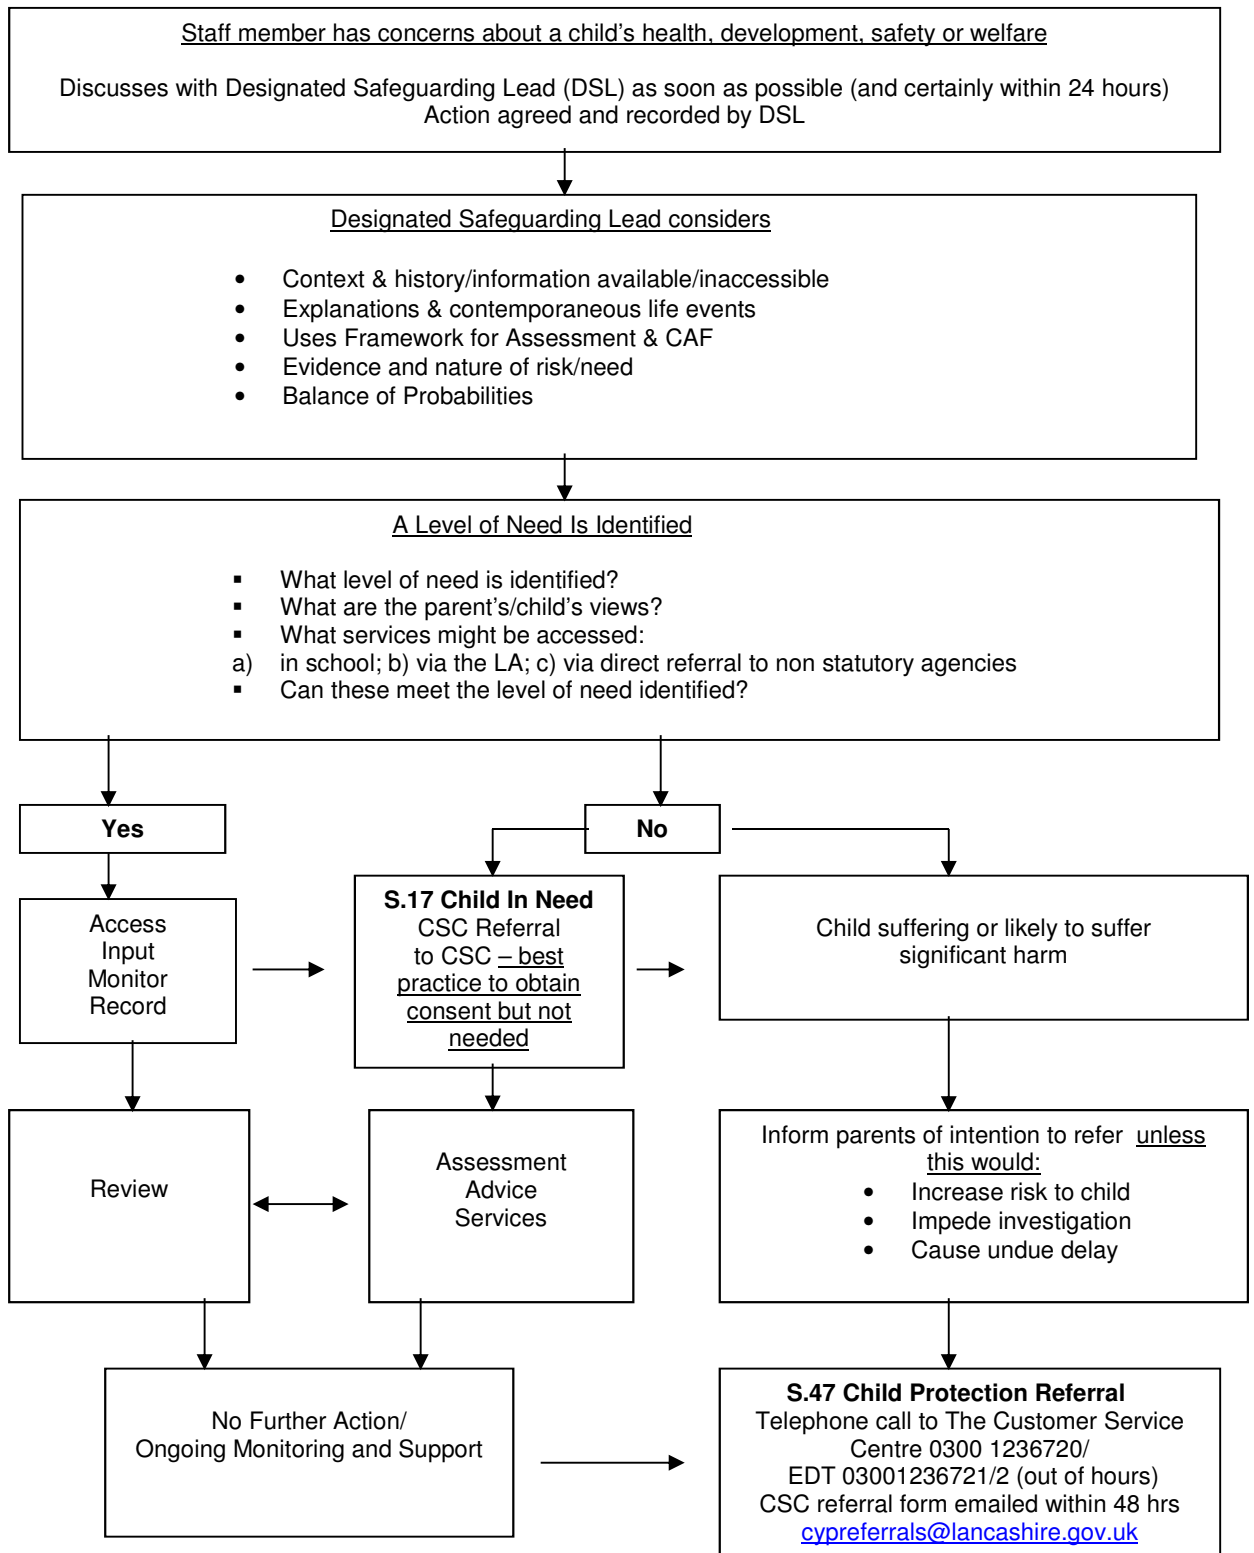 Staff member has concerns about a child's health, development, safety or welfare
Discusses with Designated Safeguarding Lead (DSL) as soon as possible (and certainly within 24 hours)
Action agreed and recorded by DSL
Designated Safeguarding Lead considers
• Context & history/information available/inaccessible
• Explanations & contemporaneous life events
• Uses Framework for Assessment & CAF
• Evidence and nature of risk/need
• Balance of Probabilities
A Level of Need Is Identified
▪ What level of need is identified?
▪ What are the parent's/child's views?
▪ What services might be accessed:
a) in school; b) via the LA; c) via direct referral to non statutory agencies
▪ Can these meet the level of need identified?
Yes
No
Access
Input
Monitor
Record
S.17 Child In Need
CSC Referral
to CSC – best
practice to obtain
consent but not
needed
Child suffering or likely to suffer
significant harm
Review
Assessment
Advice
Services
Inform parents of intention to refer unless
this would:
• Increase risk to child
• Impede investigation
• Cause undue delay
No Further Action/
Ongoing Monitoring and Support
S.47 Child Protection Referral
Telephone call to The Customer Service
Centre 0300 1236720/
EDT 03001236721/2 (out of hours)
CSC referral form emailed within 48 hrs
cypreferrals@lancashire.gov.uk